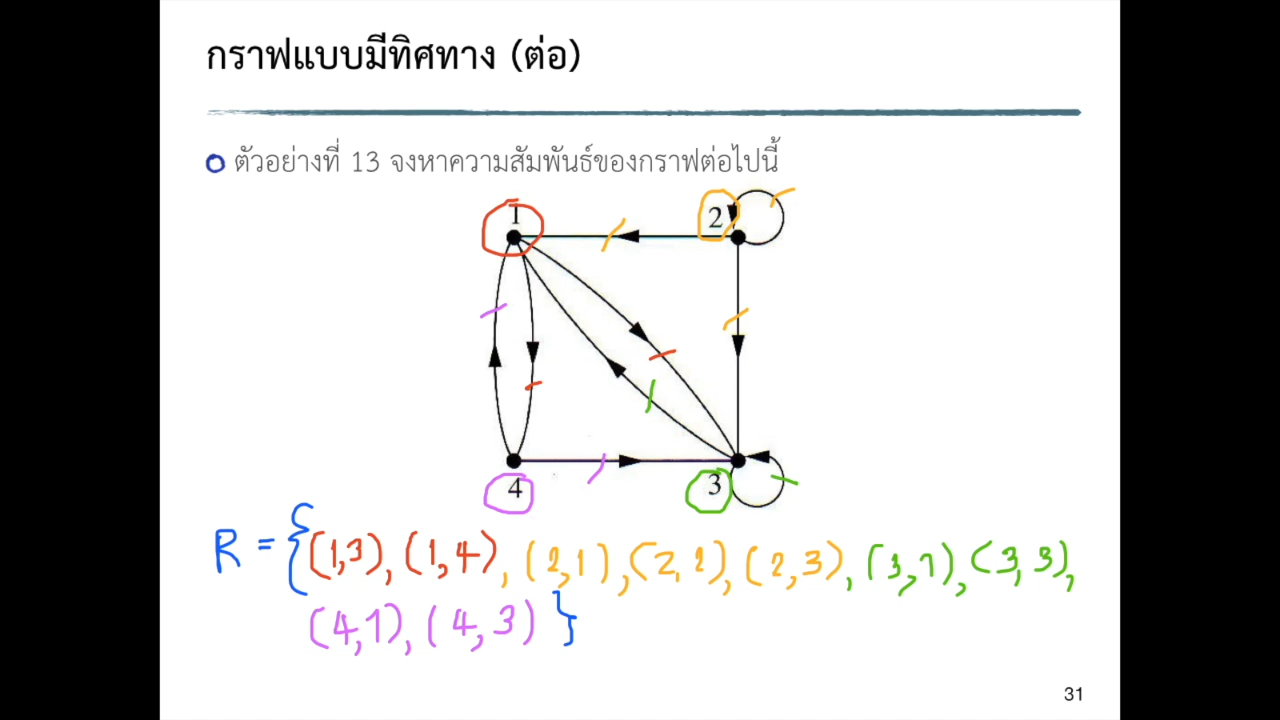 กราฟแบบมีทิศทาง (ต่อ)
ตัวอย่างที่ 13 จงหาความสัมพันธ์ของกราฟต่อไปนี้
1
2
4
3
R = {(1,3), (1,4), (2,1), (2,2), (2,3), (3,1), (3,3),
(4,1), (4,3)}
31